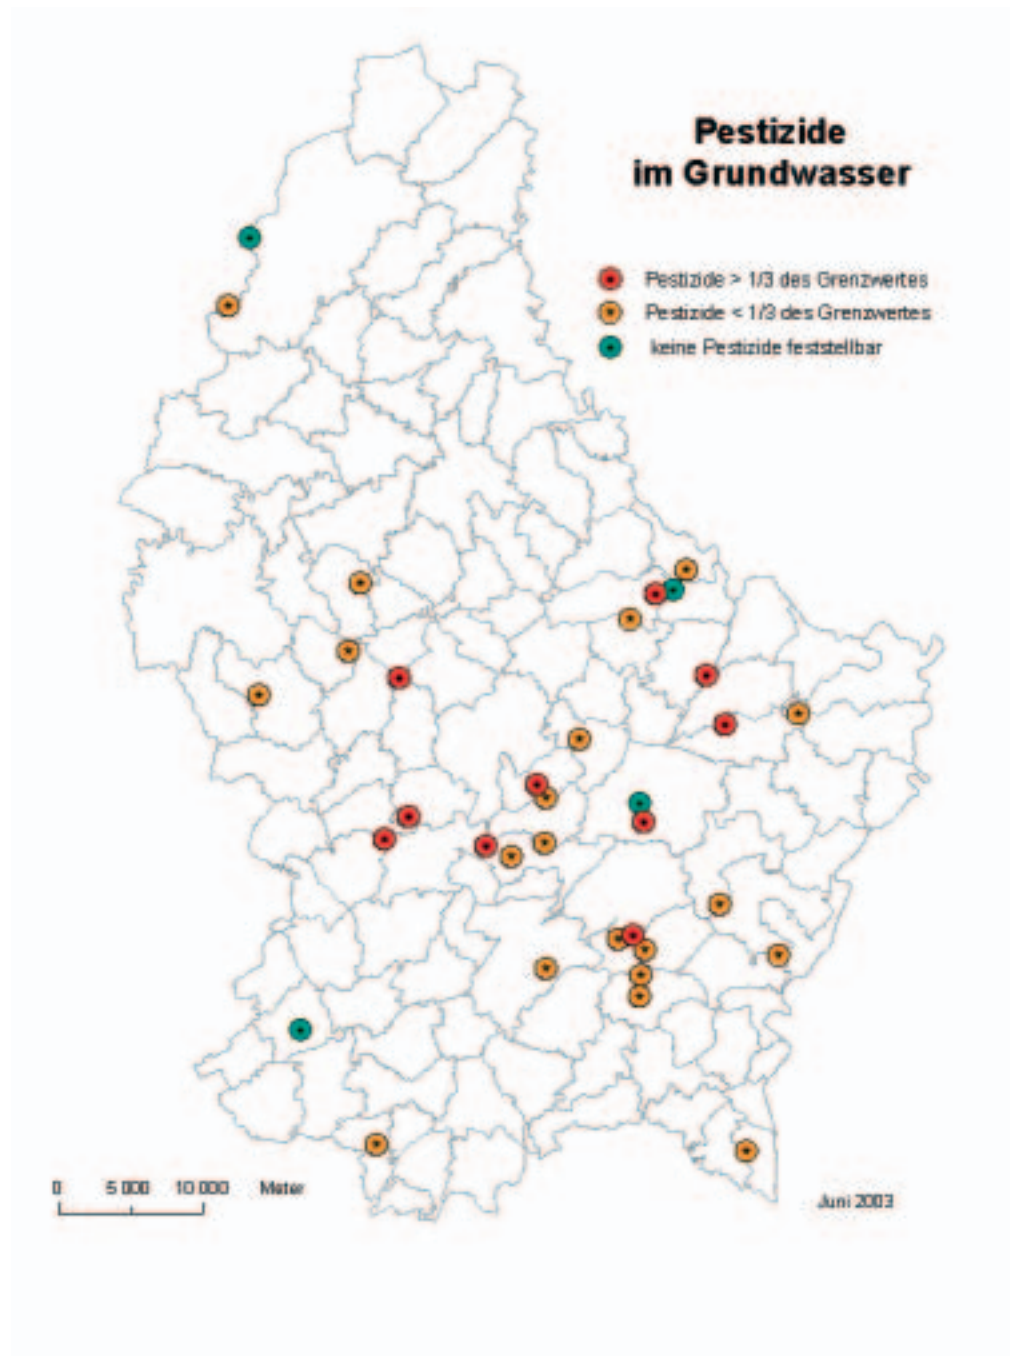 Pestizide
im Grundwasser
Pestizide > 1/3 des Grenzwertes
Pestizide < 1/3 des Grenzwertes
keine Pestizide feststellbar
0 5 000 10 000 Meter
Juni 2003